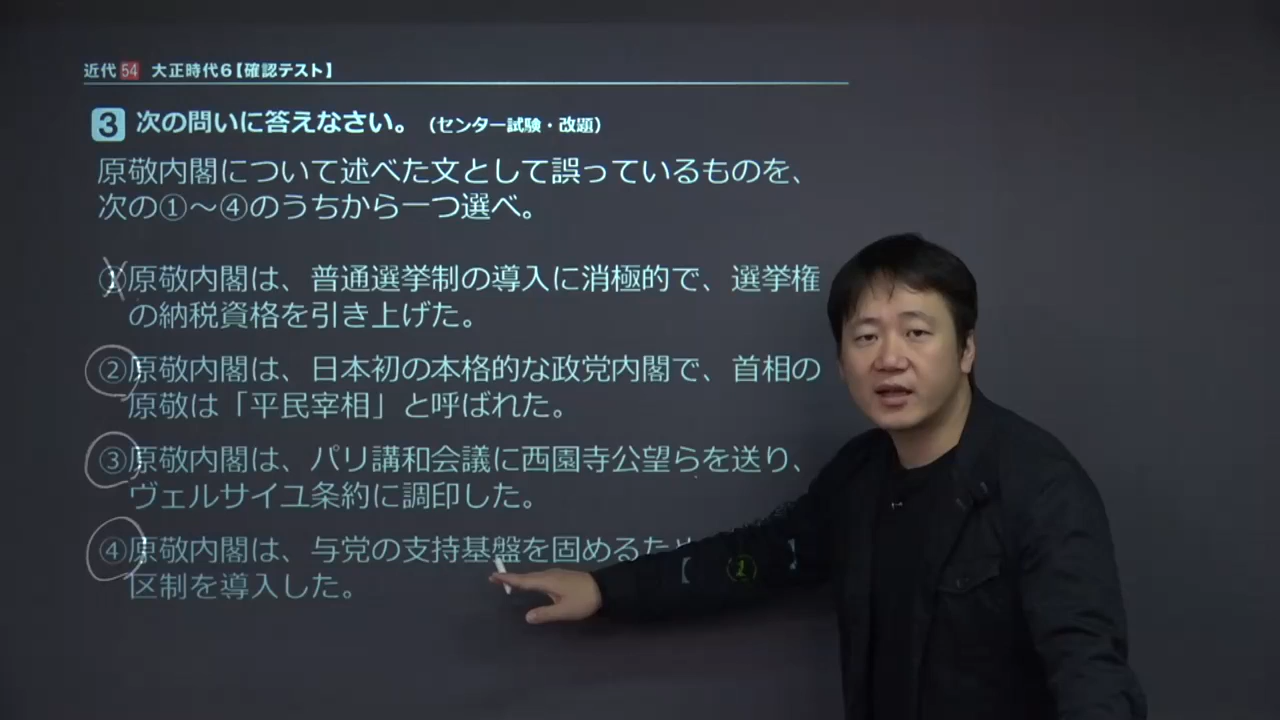 近代54 大正時代6【確認テスト】
3 次の問いに答えなさい。(センター試験・改題)
原敬内閣について述べた文として誤っているものを、
次の①～④のうちから一つ選べ。
①原敬内閣は、普通選挙制の導入に消極的で、選挙権
の納税資格を引き上げた。
②原敬内閣は、日本初の本格的な政党内閣で、首相の
原敬は「平民宰相」と呼ばれた。
③原敬内閣は、パリ講和会議に西園寺公望らを送り、
ヴェルサイユ条約に調印した。
④原敬内閣は、与党の支持基盤を固めるた
区制を導入した。
【 】